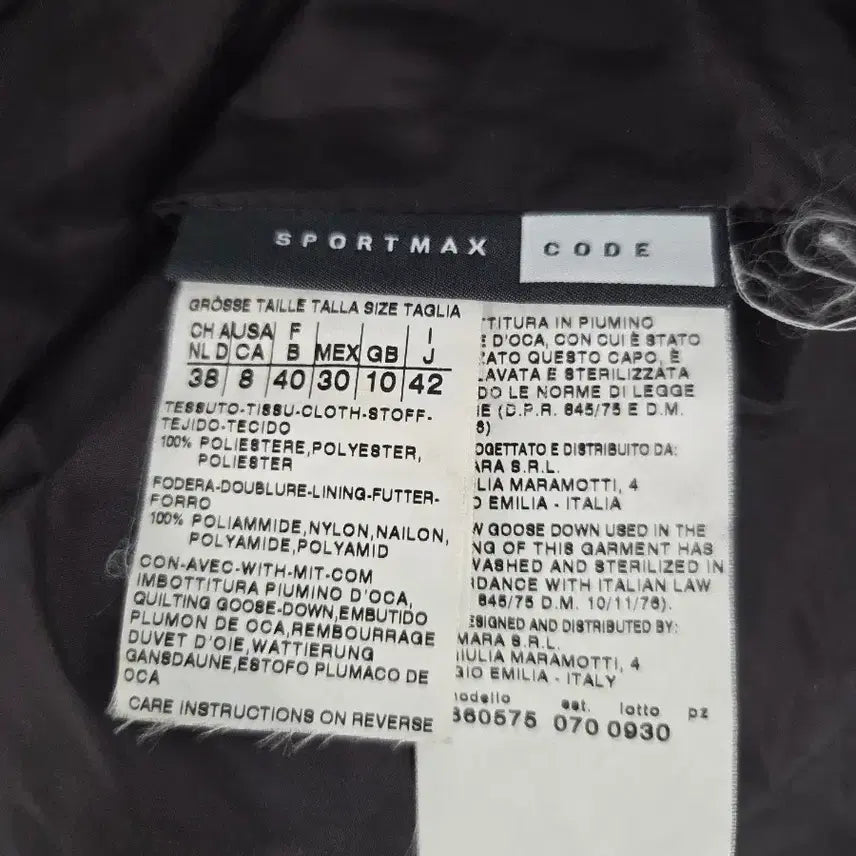 SPORTMAX CODE
GRÖSSE TAILLE TALLA SIZE TAGLIA
CH A USA F I
NL D CA B MEX GB J
38 8 40 30 10 42
TESSUTO-TISSU-CLOTH-STOFF-
TEJIDO-TECIDO
100% POLIESTERE,POLYESTER,
POLIESTER
FODERA-DOUBLURE-LINING-FUTTER-
FORRO
100% POLIAMMIDE,NYLON,NAILON,
POLYAMIDE,POLYAMID
CON-AVEC-WITH-MIT-COM
IMBOTTITURA PIUMINO D'OCA,
QUILTING GOOSE-DOWN,EMBUTIDO
PLUMON DE OCA,REMBOURRAGE
DUVET D'OIE,WATTIERUNG
GANSDAUNE,ESTOFO PLUMACO DE
OCA
CARE INSTRUCTIONS ON REVERSE
TITURA IN PIUMINO
D'OCA, CON CUI È STATO
ATO QUESTO CAPO, È
LAVATA E STERILIZZATA
DO LE NORME DI LEGGE
(D.P.R. 845/75 E D.M.
OGETTATO E DISTRIBUITO DA:
ARA S.R.L.
LIA MARAMOTTI, 4
EMILIA - ITALIA
W GOOSE DOWN USED IN THE
NG OF THIS GARMENT HAS
WASHED AND STERILIZED IN
RDANCE WITH ITALIAN LAW
845/75 D.M. 10/11/76).
ESIGNED AND DISTRIBUTED BY:
MARA S.R.L.
IULIA MARAMOTTI, 4
GIO EMILIA - ITALY
modello est. lotto pz
360575 070 0930